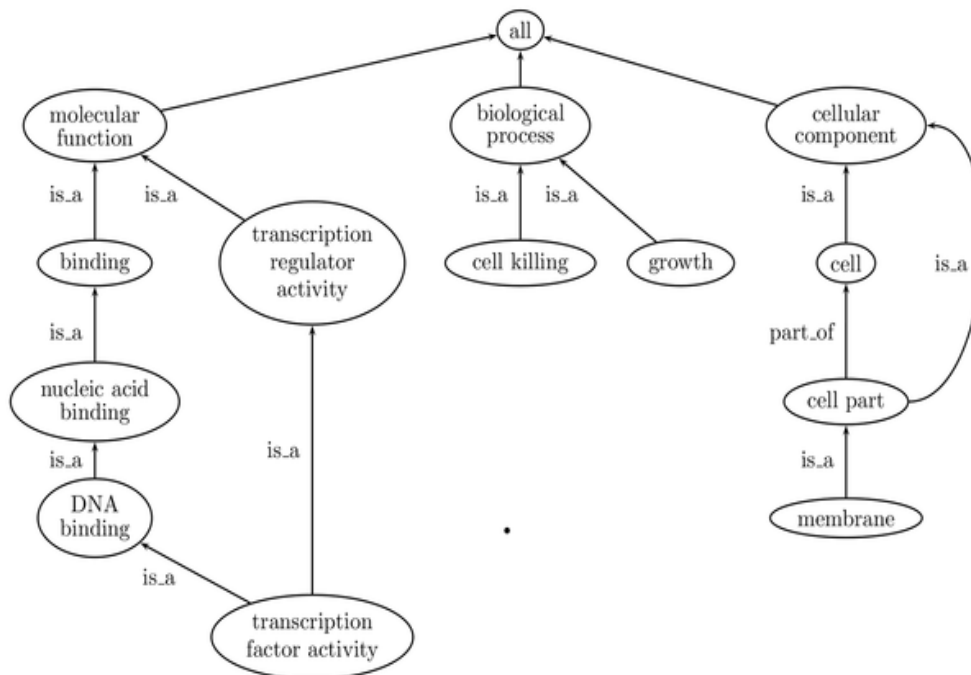 all
molecular
function
biological
process
cellular
component
is_a
is_a
is_a
is_a
is_a
binding
transcription
regulator
activity
cell killing
growth
cell
is_a
is_a
part_of
nucleic acid
binding
cell part
is_a
is_a
is_a
DNA
binding
membrane
is_a
transcription
factor activity